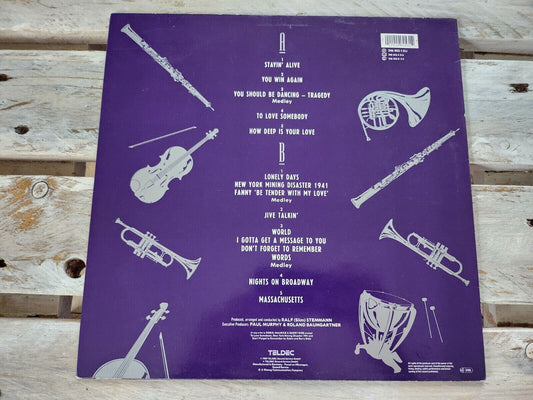 A
1
STAYIN' ALIVE
2
YOU WIN AGAIN
3
YOU SHOULD BE DANCING – TRAGEDY
Medley
4
TO LOVE SOMEBODY
5
HOW DEEP IS YOUR LOVE
B
1
LONELY DAYS
NEW YORK MINING DISASTER 1941
FANNY 'BE TENDER WITH MY LOVE'
Medley
2
JIVE TALKIN'
3
WORLD
I GOTTA GET A MESSAGE TO YOU
DON'T FORGET TO REMEMBER
WORDS
Medley
4
NIGHTS ON BROADWAY
5
MASSACHUSETTS
Produced, arranged and conducted by RALF (Slim) STEMMANN
Executive Producers: PAUL MURPHY & ROLAND BAUMGARTNER
TELDEC